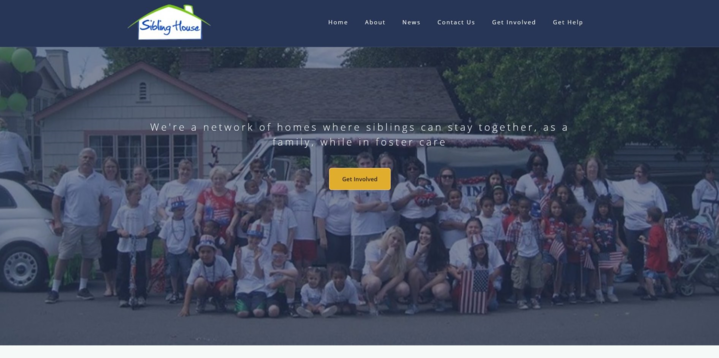 Sibling House
Home About News Contact Us Get Involved Get Help
We're a network of homes where siblings can stay together, as a
family, while in foster care
Get Involved